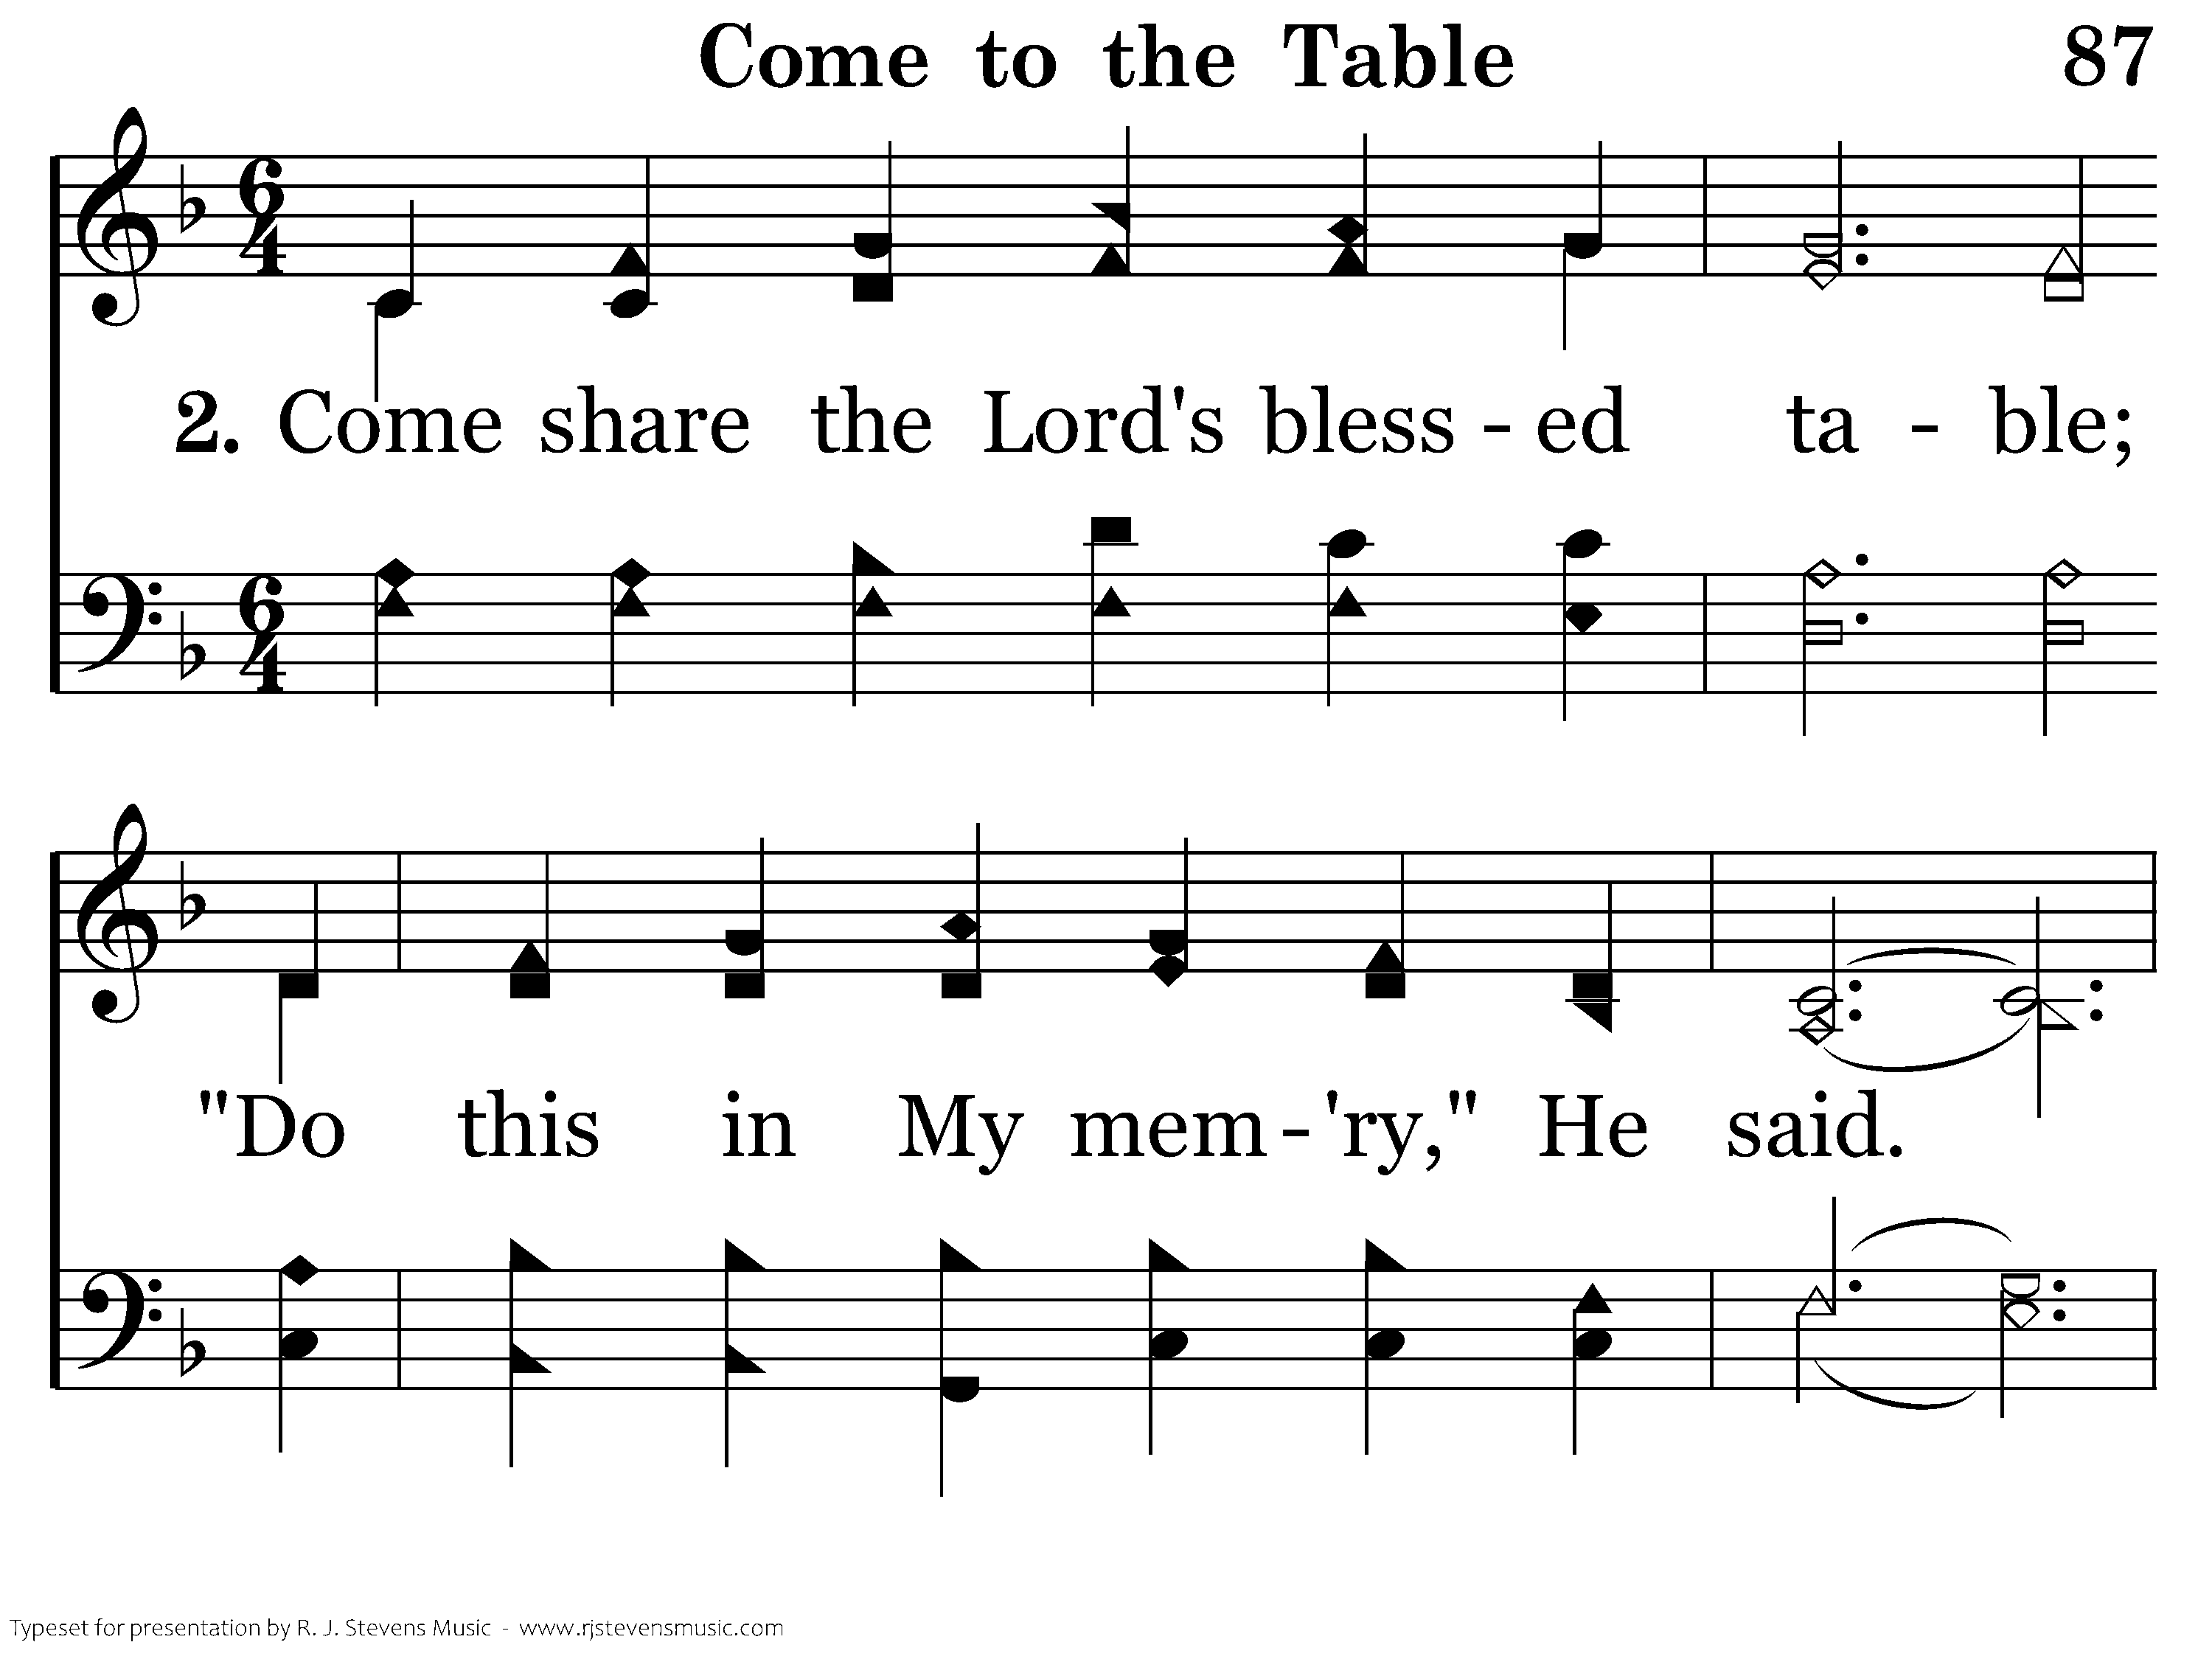 Come to the Table 87
2. Come share the Lord's bless - ed ta - ble;
"Do this in My mem - 'ry," He said.
Typeset for presentation by R. J. Stevens Music - www.rjstevensmusic.com